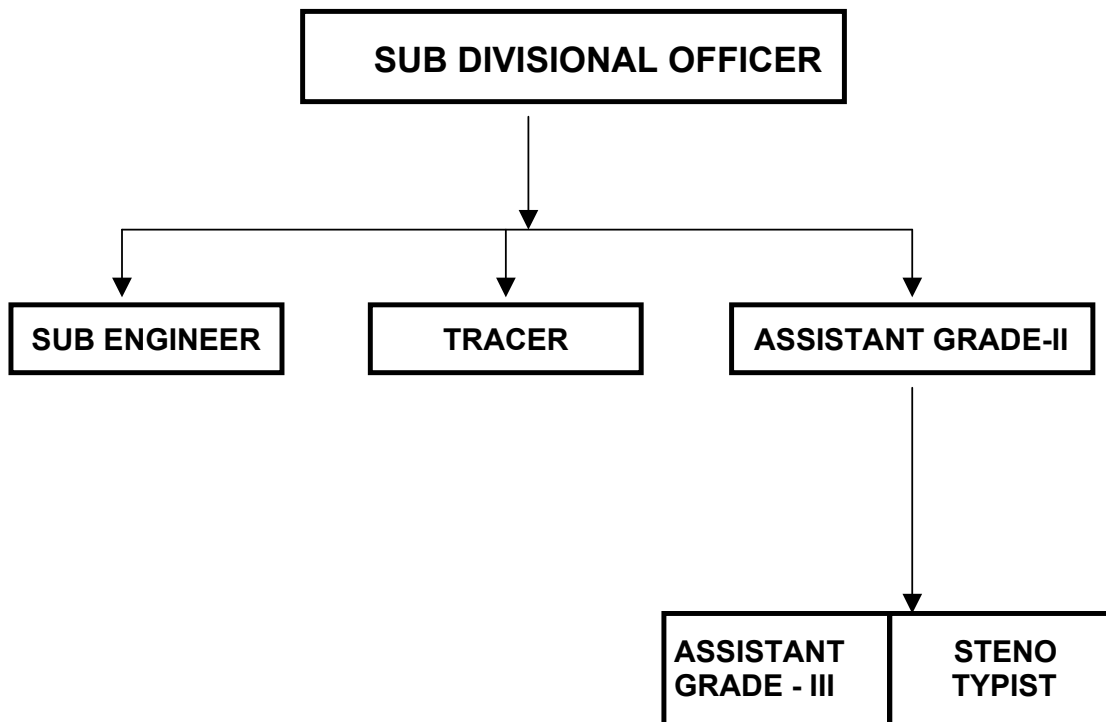 SUB DIVISIONAL OFFICER
SUB ENGINEER
TRACER
ASSISTANT GRADE-II
ASSISTANT
GRADE - III
STENO
TYPIST